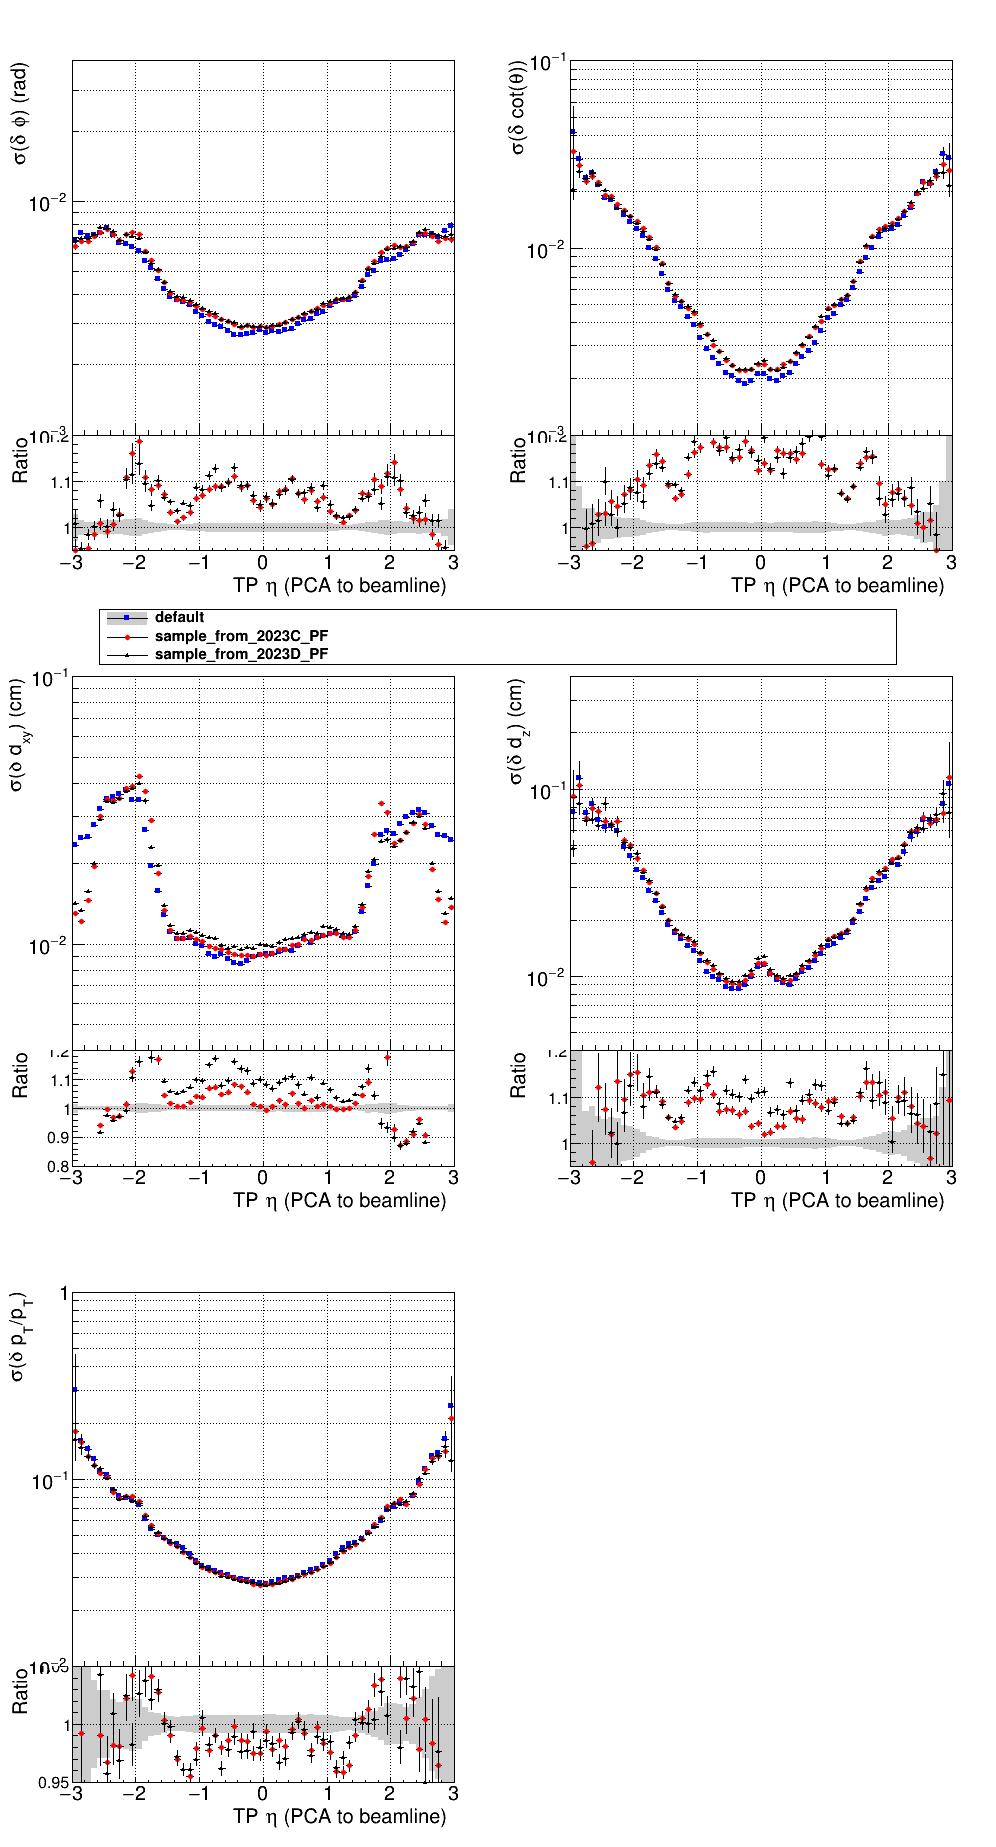 σ(δ φ) (rad)
10⁻²
10⁻³
Ratio
1.2
1.1
1
−3 −2 −1 0 1 2 3
TP η (PCA to beamline)
σ(δ cot(θ))
10⁻¹
10⁻²
10⁻³
Ratio
1.2
1.1
1
−3 −2 −1 0 1 2 3
TP η (PCA to beamline)
default
sample_from_2023C_PF
sample_from_2023D_PF
σ(δ d_xy) (cm)
10⁻¹
10⁻²
Ratio
1.2
1.1
1
0.9
0.8
−3 −2 −1 0 1 2 3
TP η (PCA to beamline)
σ(δ d_z) (cm)
10⁻¹
10⁻²
Ratio
1.2
1.1
1
−3 −2 −1 0 1 2 3
TP η (PCA to beamline)
σ(δ p_T/p_T)
1
10⁻¹
10⁻²
Ratio
1
0.95
−3 −2 −1 0 1 2 3
TP η (PCA to beamline)